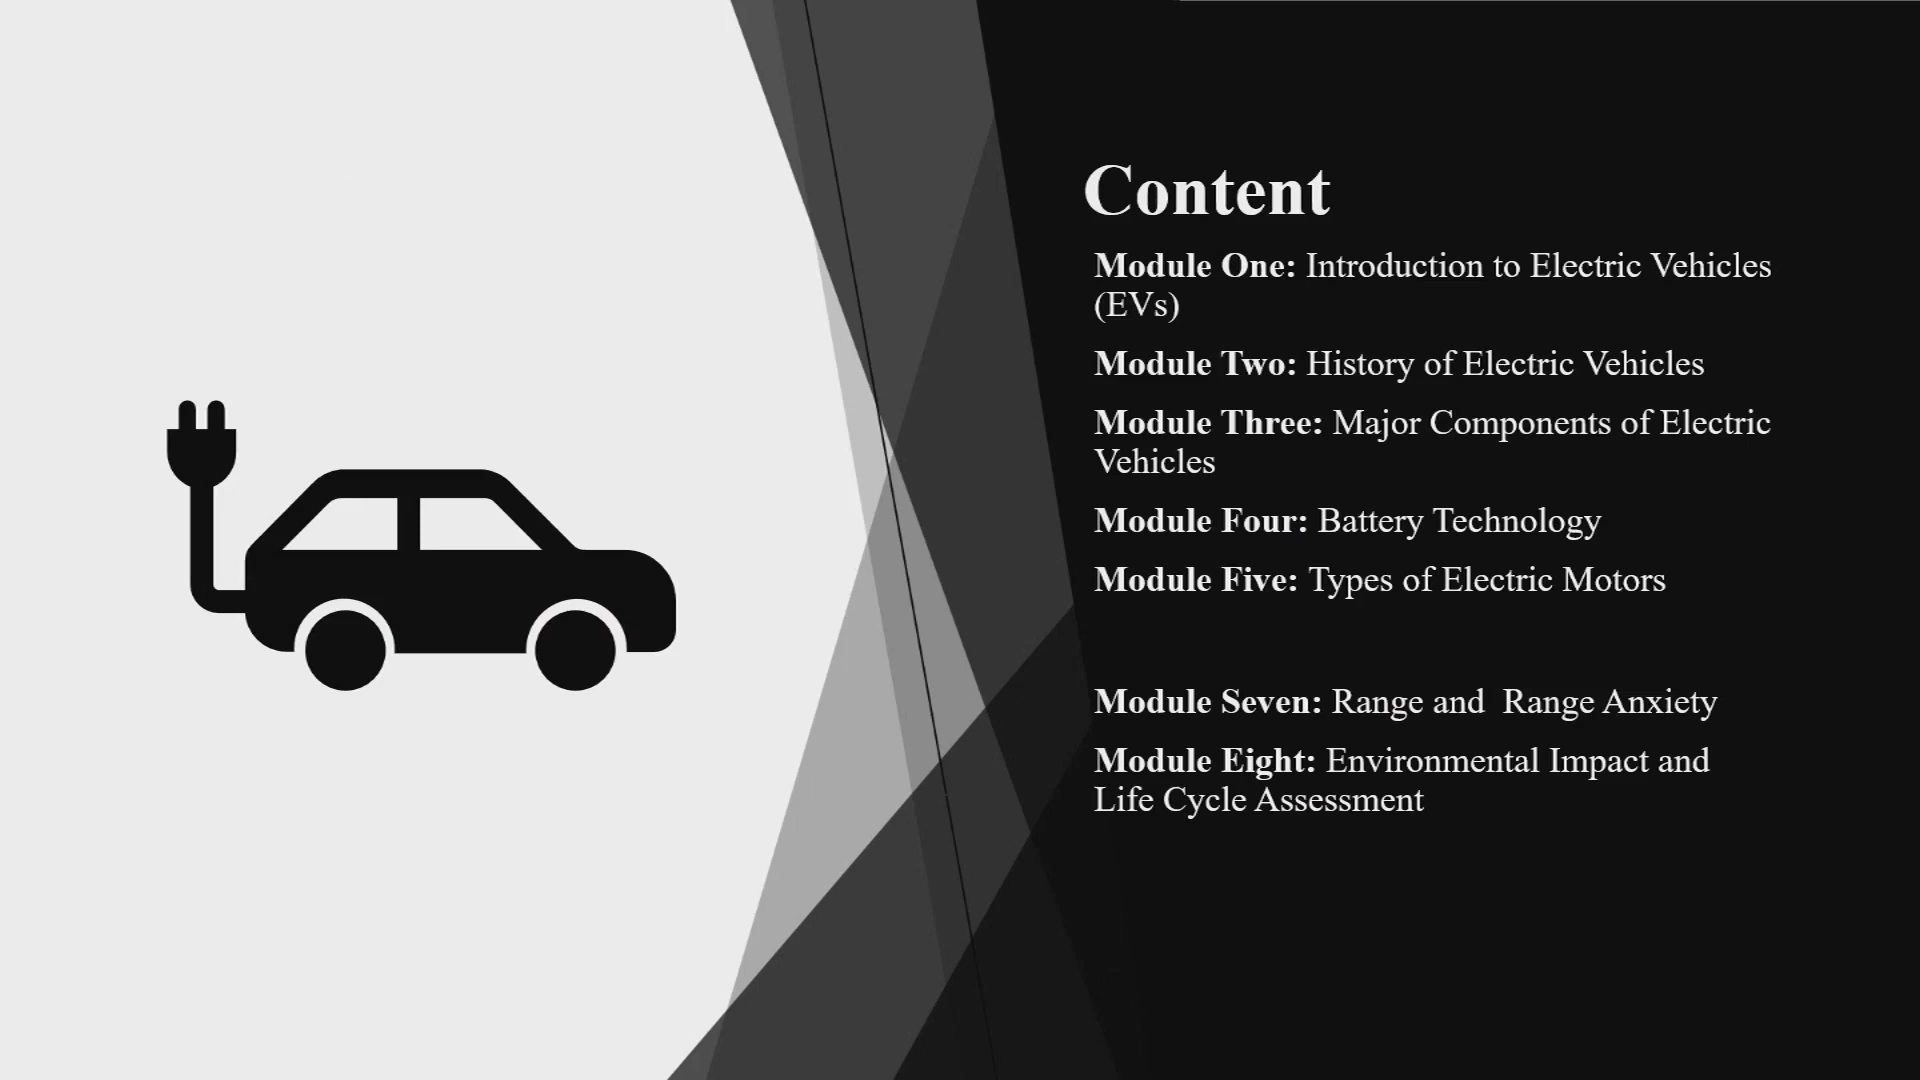 Content
Module One: Introduction to Electric Vehicles
(EVs)
Module Two: History of Electric Vehicles
Module Three: Major Components of Electric
Vehicles
Module Four: Battery Technology
Module Five: Types of Electric Motors
Module Seven: Range and  Range Anxiety
Module Eight: Environmental Impact and
Life Cycle Assessment